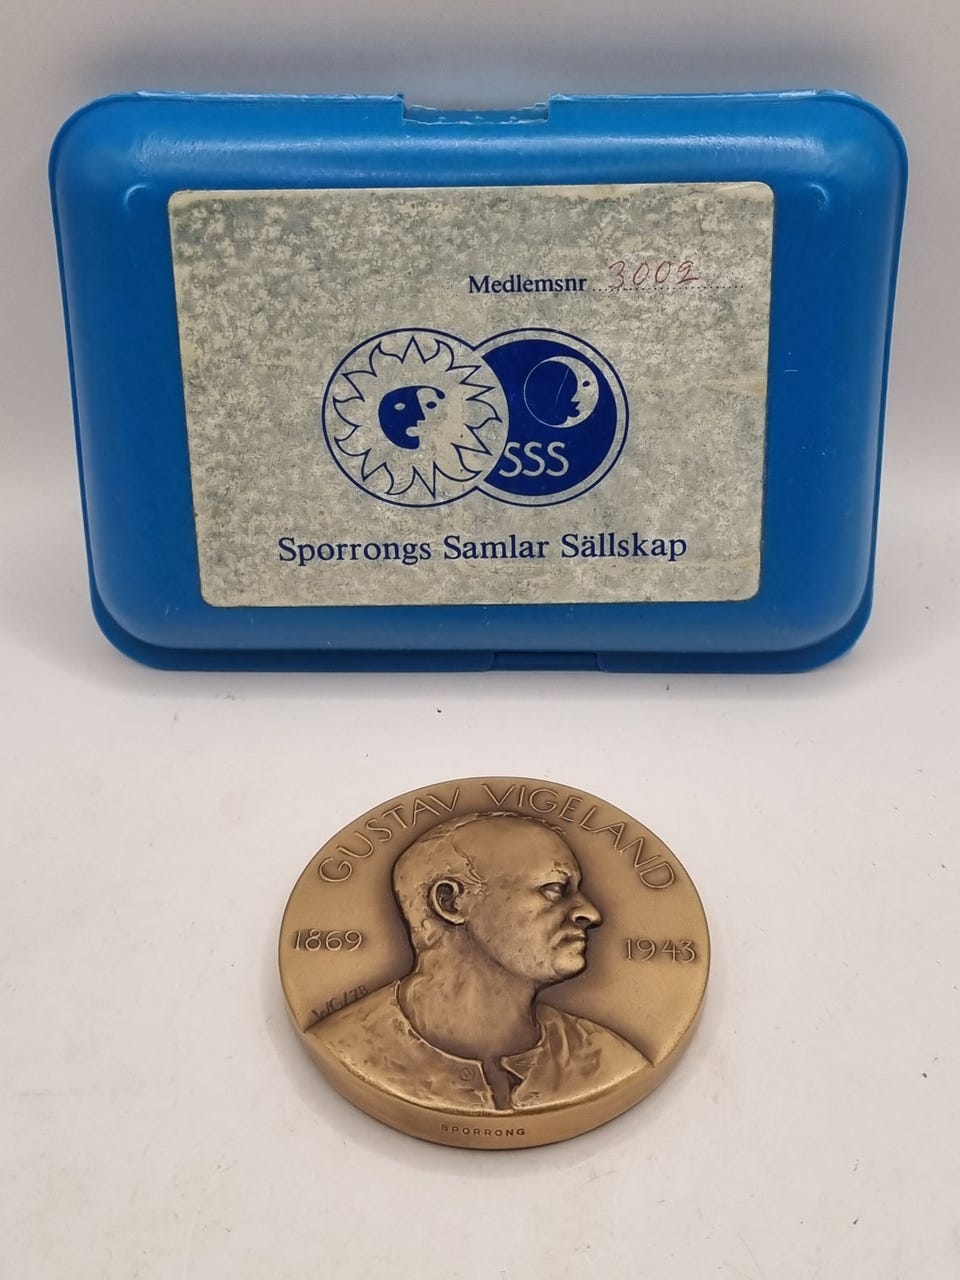 Medlemsnr 3002
SSS
Sporrongs Samlar Sällskap
GUSTAV VIGELAND
1869 1943
SPORRONG